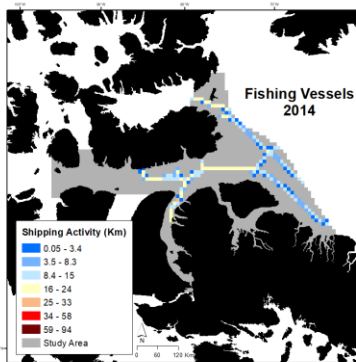 Fishing Vessels
2014
Shipping Activity (Km)
0.05 - 3.4
3.5 - 8.3
8.4 - 15
16 - 24
25 - 33
34 - 58
59 - 94
Study Area
N
0 60 120 Km